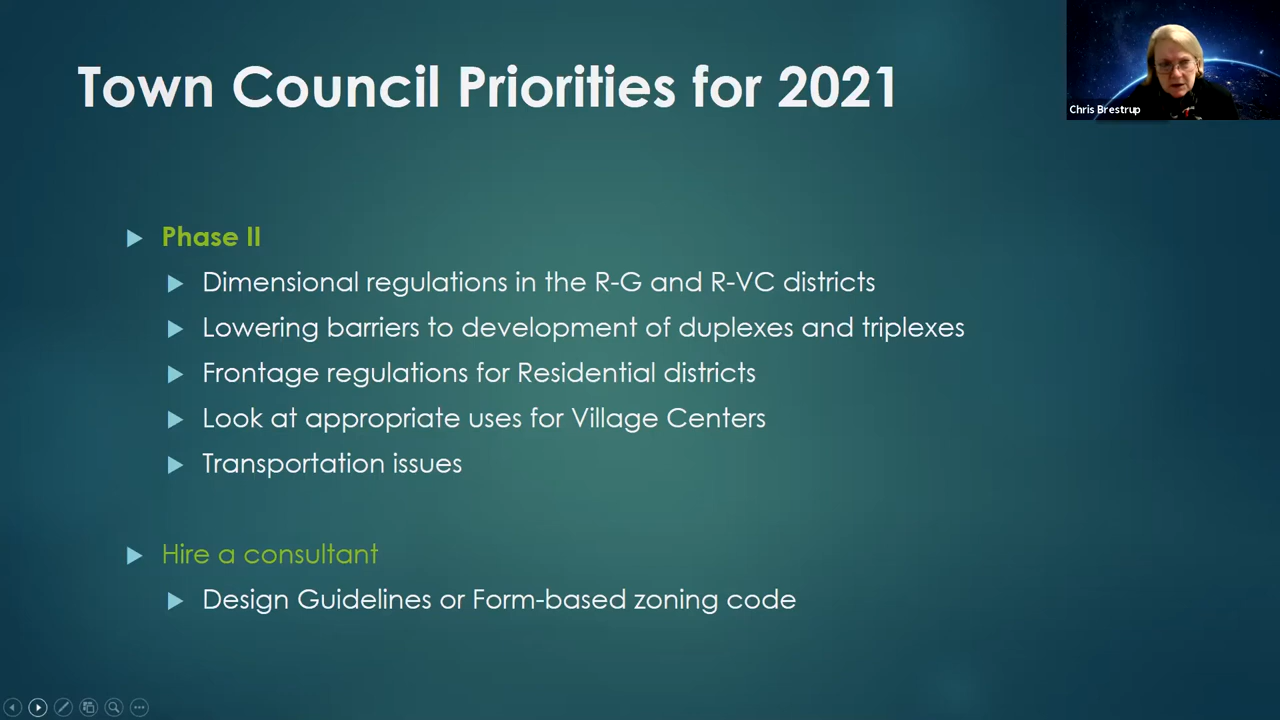 Town Council Priorities for 2021
Chris Brestrup
Phase II
Dimensional regulations in the R-G and R-VC districts
Lowering barriers to development of duplexes and triplexes
Frontage regulations for Residential districts
Look at appropriate uses for Village Centers
Transportation issues
Hire a consultant
Design Guidelines or Form-based zoning code